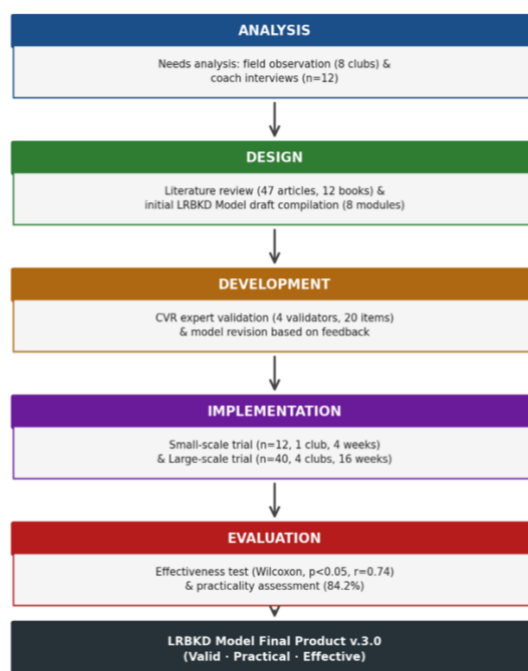 ANALYSIS
Needs analysis: field observation (8 clubs) &
coach interviews (n=12)
DESIGN
Literature review (47 articles, 12 books) &
initial LRBKD Model draft compilation (8 modules)
DEVELOPMENT
CVR expert validation (4 validators, 20 items)
& model revision based on feedback
IMPLEMENTATION
Small-scale trial (n=12, 1 club, 4 weeks)
& Large-scale trial (n=40, 4 clubs, 16 weeks)
EVALUATION
Effectiveness test (Wilcoxon, p<0.05, r=0.74)
& practicality assessment (84.2%)
LRBKD Model Final Product v.3.0
(Valid · Practical · Effective)